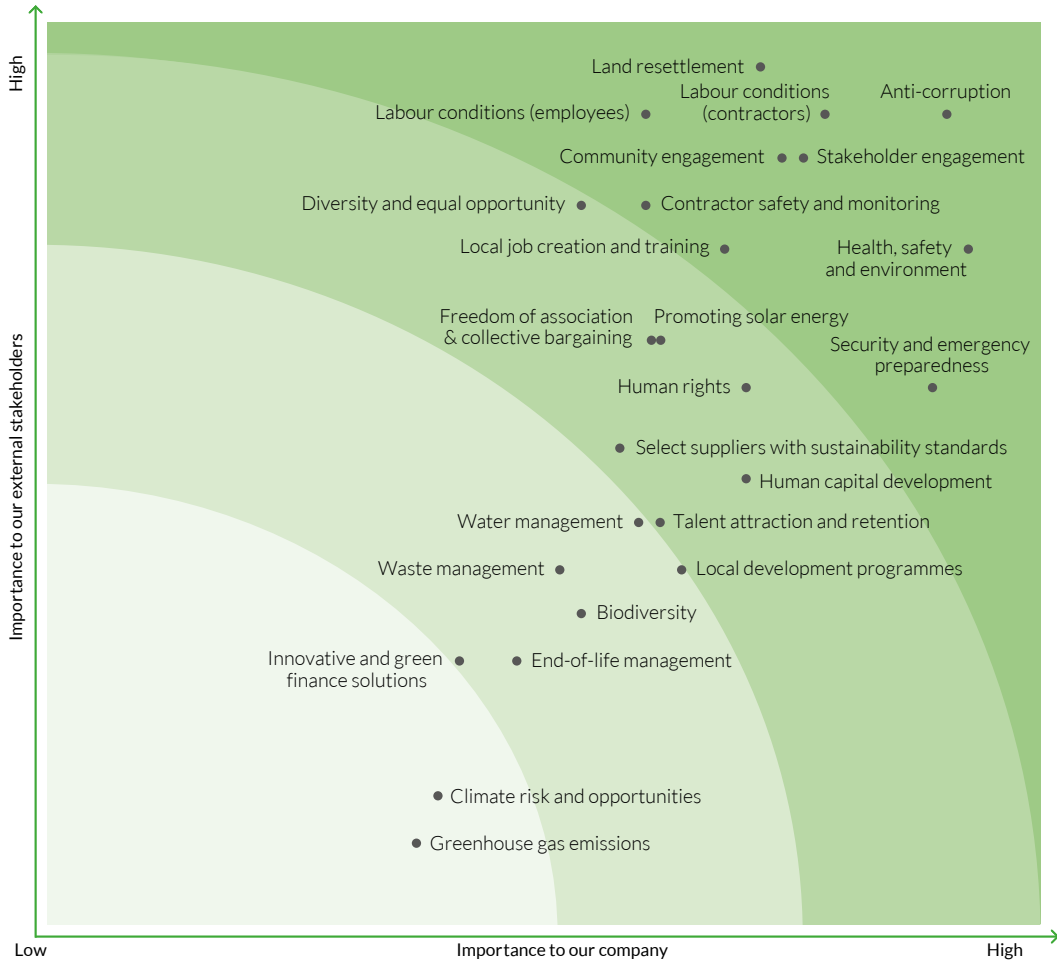 High
Importance to our external stakeholders
Land resettlement
Labour conditions
(contractors)
Anti-corruption
Labour conditions (employees)
Community engagement
Stakeholder engagement
Diversity and equal opportunity
Contractor safety and monitoring
Local job creation and training
Health, safety
and environment
Freedom of association
& collective bargaining
Promoting solar energy
Security and emergency
preparedness
Human rights
Select suppliers with sustainability standards
Human capital development
Water management
Talent attraction and retention
Waste management
Local development programmes
Biodiversity
Innovative and green
finance solutions
End-of-life management
Climate risk and opportunities
Greenhouse gas emissions
Low
Importance to our company
High